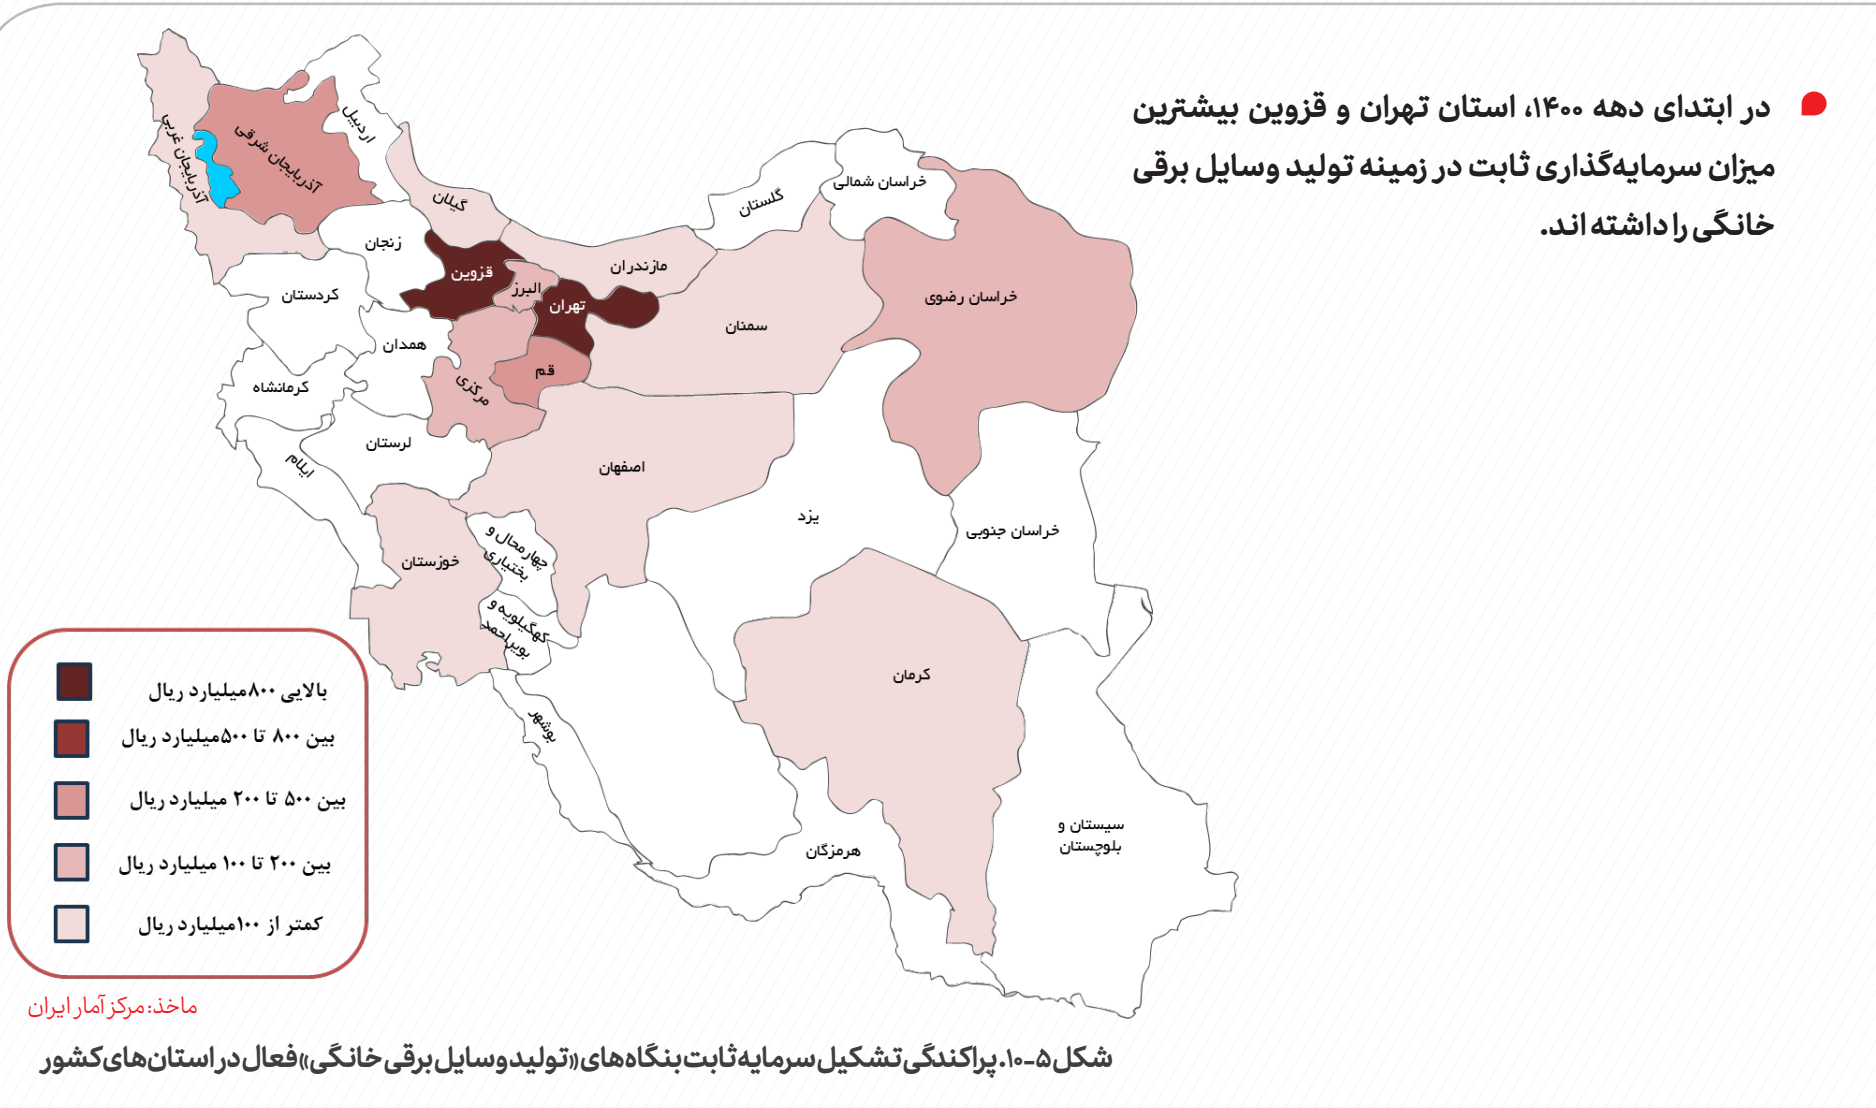 در ابتدای دهه ۱۴۰۰، استان تهران و قزوین بیشترین
میزان سرمایه‌گذاری ثابت در زمینه تولید وسایل برقی
خانگی را داشته اند.
اردبیل
آذربایجان شرقی
آذربایجان غربی
گیلان
زنجان
قزوین
البرز
تهران
مازندران
گلستان
خراسان شمالی
خراسان رضوی
سمنان
کردستان
همدان
کرمانشاه
مرکزی
قم
لرستان
ایلام
اصفهان
یزد
خراسان جنوبی
خوزستان
چهارمحال و
بختیاری
کهگیلویه و
بویراحمد
بوشهر
کرمان
هرمزگان
سیستان و
بلوچستان
بالایی ۸۰۰میلیارد ریال
بین ۸۰۰ تا ۵۰۰میلیارد ریال
بین ۵۰۰ تا ۲۰۰ میلیارد ریال
بین ۲۰۰ تا ۱۰۰ میلیارد ریال
کمتر از ۱۰۰میلیارد ریال
ماخذ: مرکز آمار ایران
شکل ۵-۱۰. پراکندگی تشکیل سرمایه ثابت بنگاه‌های «تولید وسایل برقی خانگی» فعال در استان‌های کشور